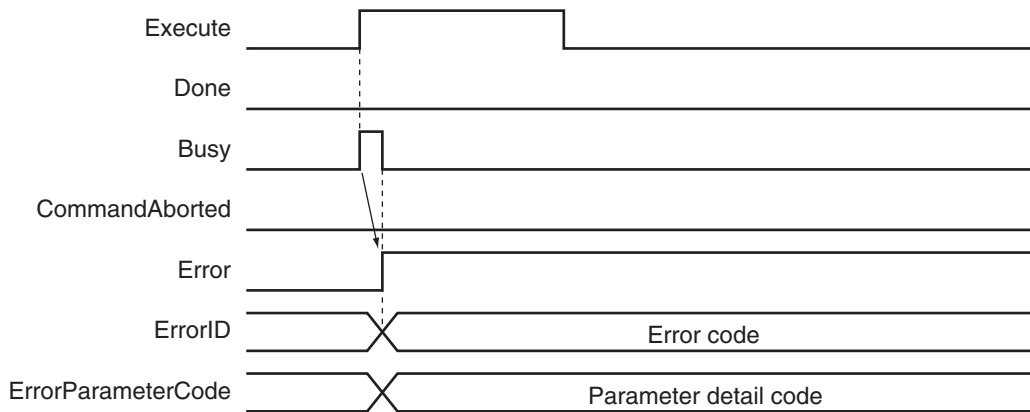 Execute
Done
Busy
CommandAborted
Error
ErrorID
Error code
ErrorParameterCode
Parameter detail code